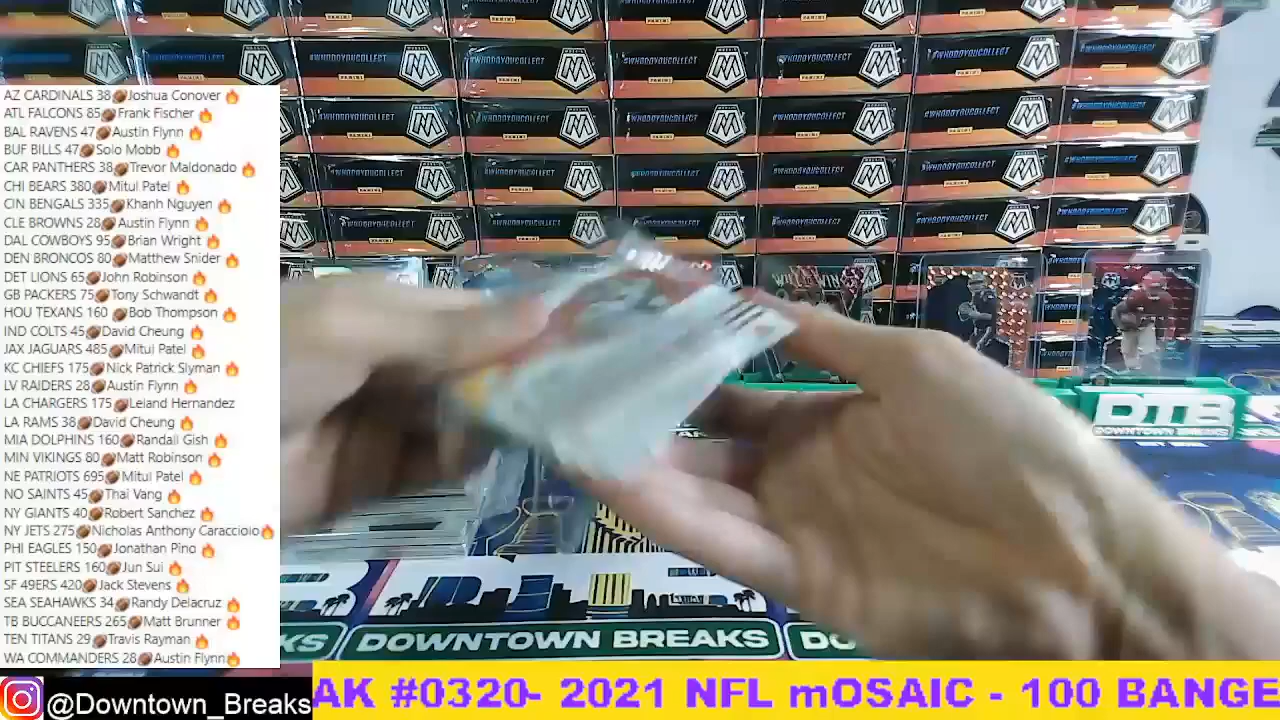 AZ CARDINALS 38🏈Joshua Conover 🔥
ATL FALCONS 85🏈Frank Fischer 🔥
BAL RAVENS 47🏈Austin Flynn 🔥
BUF BILLS 47🏈Solo Mobb 🔥
CAR PANTHERS 38🏈Trevor Maldonado 🔥
CHI BEARS 380🏈Mitul Patel 🔥
CIN BENGALS 335🏈Khanh Nguyen 🔥
CLE BROWNS 28🏈Austin Flynn 🔥
DAL COWBOYS 95🏈Brian Wright 🔥
DEN BRONCOS 80🏈Matthew Snider 🔥
DET LIONS 65🏈John Robinson 🔥
GB PACKERS 75🏈Tony Schwandt 🔥
HOU TEXANS 160 🏈Bob Thompson 🔥
IND COLTS 45🏈David Cheung 🔥
JAX JAGUARS 485🏈Mitul Patel 🔥
KC CHIEFS 175🏈Nick Patrick Slyman 🔥
LV RAIDERS 28🏈Austin Flynn 🔥
LA CHARGERS 175🏈Leland Hernandez
LA RAMS 38🏈David Cheung 🔥
MIA DOLPHINS 160🏈Randall Gish 🔥
MIN VIKINGS 80🏈Matt Robinson 🔥
NE PATRIOTS 695🏈Mitul Patel 🔥
NO SAINTS 45🏈Thai Vang 🔥
NY GIANTS 40🏈Robert Sanchez 🔥
NY JETS 275🏈Nicholas Anthony Caraccioio🔥
PHI EAGLES 150🏈Jonathan Pino 🔥
PIT STEELERS 160🏈Jun Sui 🔥
SF 49ERS 420🏈Jack Stevens 🔥
SEA SEAHAWKS 34🏈Randy Delacruz 🔥
TB BUCCANEERS 265🏈Matt Brunner 🔥
TEN TITANS 29🏈Travis Rayman 🔥
WA COMMANDERS 28🏈Austin Flynn🔥
#WHODOYOUCOLLECT
PANINI
DTB
DOWNTOWN BREAKS
KS
DOWNTOWN BREAKS
DO
@Downtown_Breaks
AK #0320- 2021 NFL mOSAIC - 100 BANGE